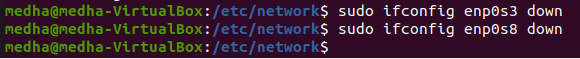 medha@medha-VirtualBox:/etc/network$ sudo ifconfig enp0s3 down
medha@medha-VirtualBox:/etc/network$ sudo ifconfig enp0s8 down
medha@medha-VirtualBox:/etc/network$